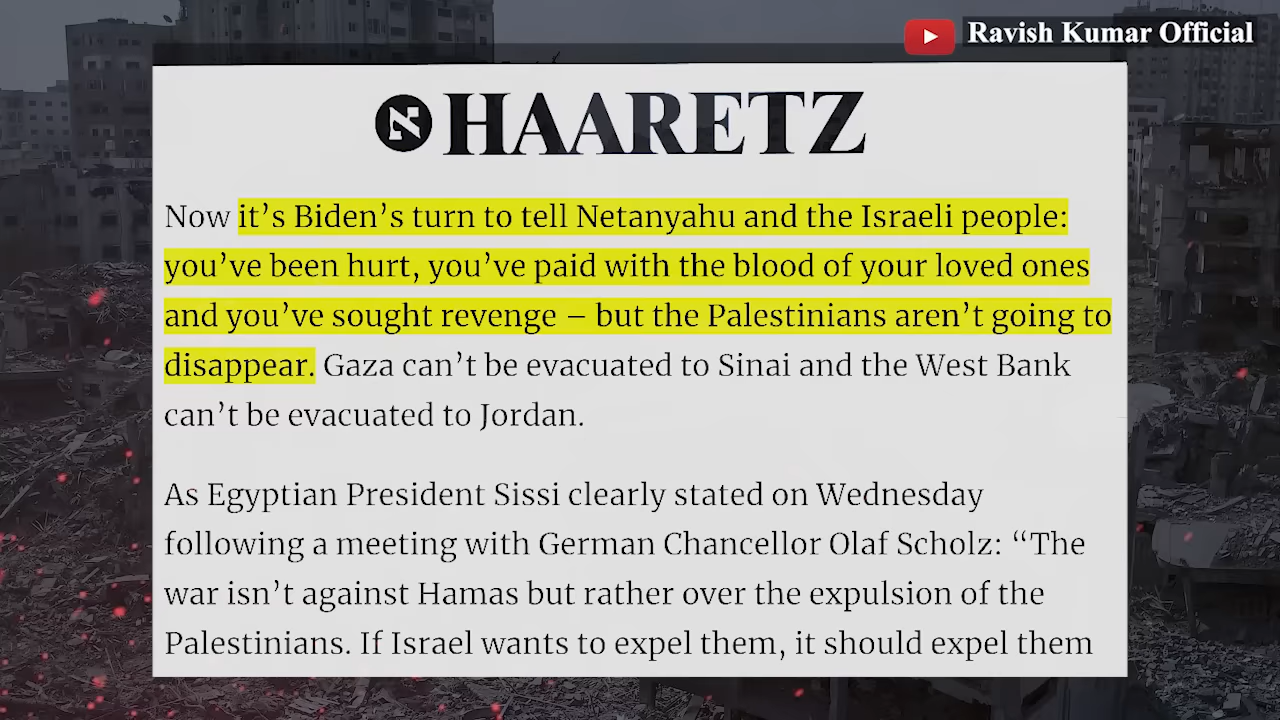 Ravish Kumar Official
HAARETZ
Now it’s Biden’s turn to tell Netanyahu and the Israeli people:
you’ve been hurt, you’ve paid with the blood of your loved ones
and you’ve sought revenge – but the Palestinians aren’t going to
disappear. Gaza can’t be evacuated to Sinai and the West Bank
can’t be evacuated to Jordan.
As Egyptian President Sissi clearly stated on Wednesday
following a meeting with German Chancellor Olaf Scholz: “The
war isn’t against Hamas but rather over the expulsion of the
Palestinians. If Israel wants to expel them, it should expel them